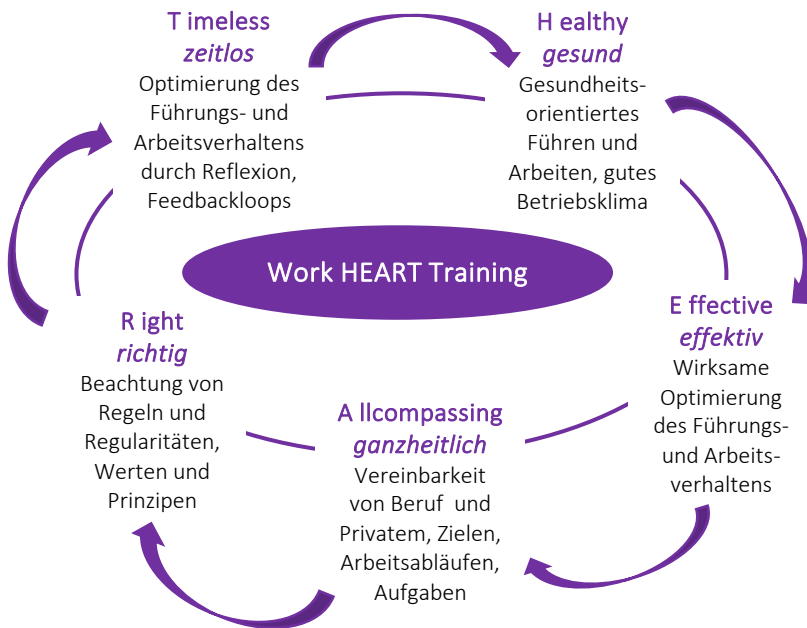 T imeless
zeitlos
Optimierung des
Führungs- und
Arbeitsverhaltens
durch Reflexion,
Feedbackloops
H ealthy
gesund
Gesundheits-
orientiertes
Führen und
Arbeiten, gutes
Betriebsklima
Work HEART Training
E ffective
effektiv
Wirksame
Optimierung
des Führungs-
und Arbeits-
verhaltens
A llcompassing
ganzheitlich
Vereinbarkeit
von Beruf und
Privatem, Zielen,
Arbeitsabläufen,
Aufgaben
R ight
richtig
Beachtung von
Regeln und
Regularitäten,
Werten und
Prinzipen